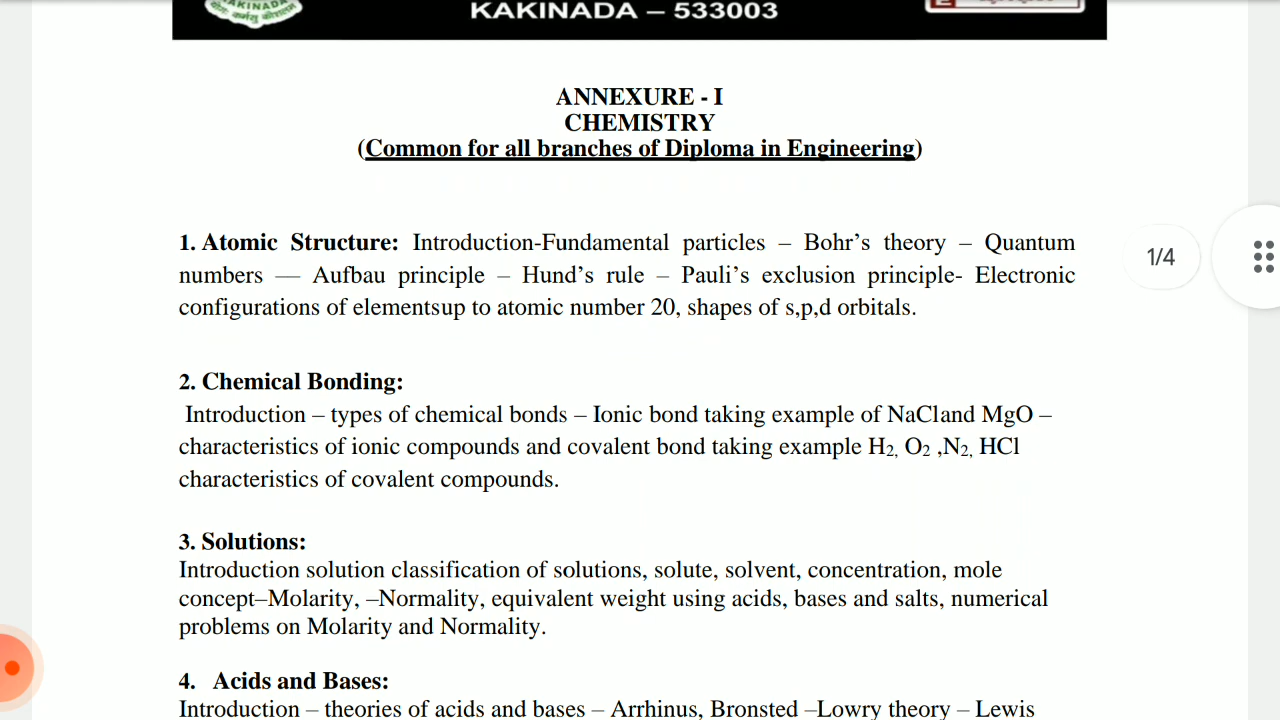 KAKINADA – 533003
ANNEXURE - I
CHEMISTRY
(Common for all branches of Diploma in Engineering)
1. Atomic Structure: Introduction-Fundamental particles – Bohr’s theory – Quantum
numbers — Aufbau principle – Hund’s rule – Pauli’s exclusion principle- Electronic
configurations of elementsup to atomic number 20, shapes of s,p,d orbitals.
1/4
2. Chemical Bonding:
Introduction – types of chemical bonds – Ionic bond taking example of NaCland MgO –
characteristics of ionic compounds and covalent bond taking example H2, O2 ,N2, HCl
characteristics of covalent compounds.
3. Solutions:
Introduction solution classification of solutions, solute, solvent, concentration, mole
concept–Molarity, –Normality, equivalent weight using acids, bases and salts, numerical
problems on Molarity and Normality.
4. Acids and Bases:
Introduction – theories of acids and bases – Arrhinus, Bronsted –Lowry theory – Lewis